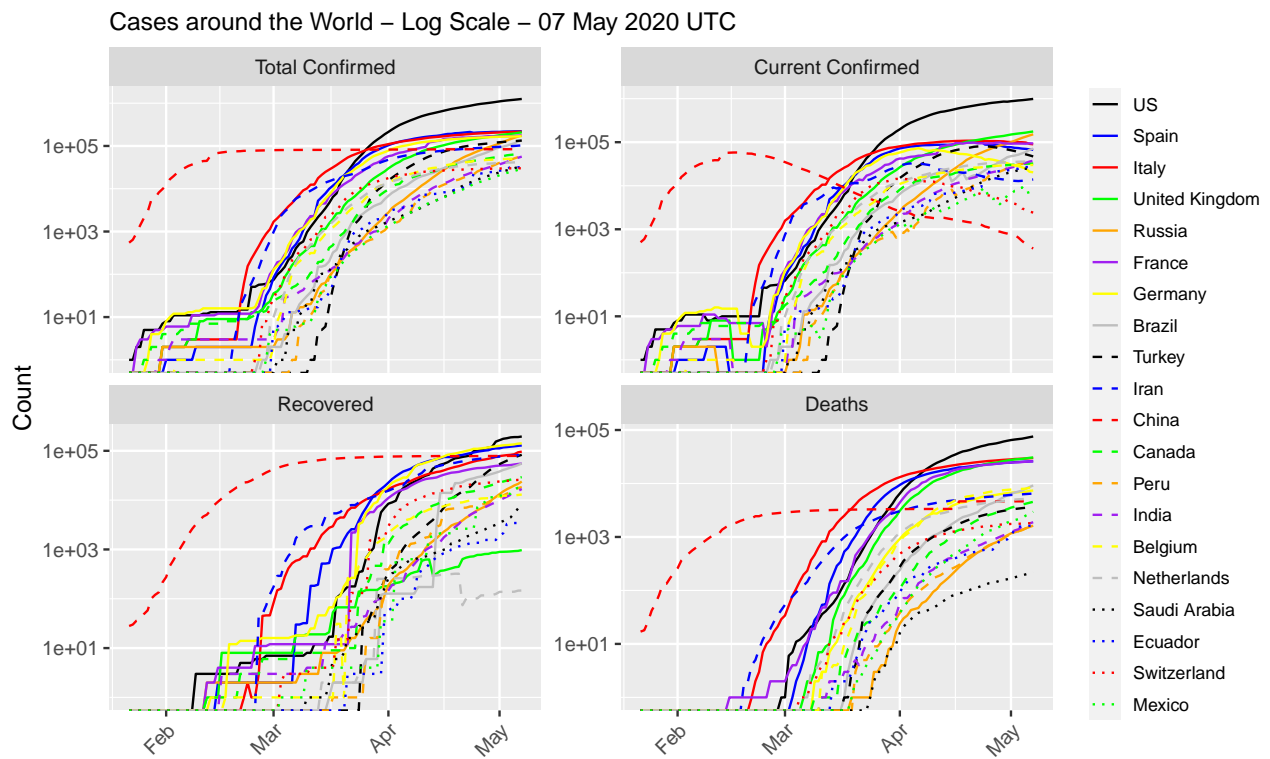 Cases around the World – Log Scale – 07 May 2020 UTC
Total Confirmed
Current Confirmed
1e+05
1e+03
1e+01
1e+05
1e+03
1e+01
Recovered
Deaths
1e+05
1e+03
1e+01
1e+05
1e+03
1e+01
Feb
Mar
Apr
May
Feb
Mar
Apr
May
Count
US
Spain
Italy
United Kingdom
Russia
France
Germany
Brazil
Turkey
Iran
China
Canada
Peru
India
Belgium
Netherlands
Saudi Arabia
Ecuador
Switzerland
Mexico